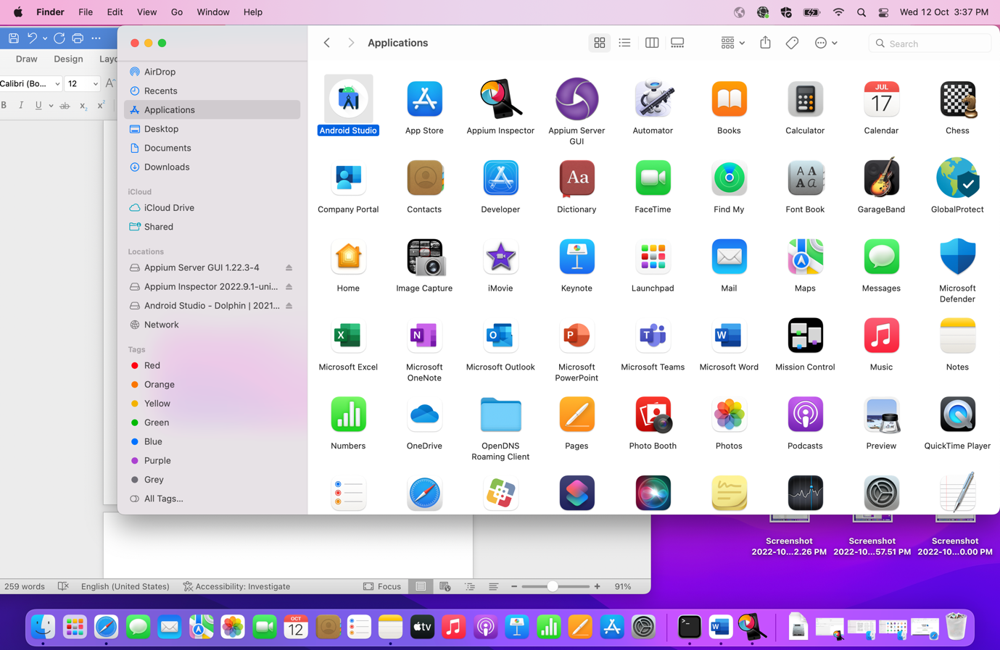 Finder File Edit View Go Window Help
Wed 12 Oct 3:37 PM
Draw Design Layo
Calibri (Bo... 12
B I U ab x₂ x²
AirDrop
Recents
Applications
Desktop
Documents
Downloads
iCloud
iCloud Drive
Shared
Locations
Appium Server GUI 1.22.3-4
Appium Inspector 2022.9.1-uni...
Android Studio - Dolphin | 2021...
Network
Tags
Red
Orange
Yellow
Green
Blue
Purple
Grey
All Tags...
Applications
Search
JUL
17
Android Studio App Store Appium Inspector Appium Server GUI Automator Books Calculator Calendar Chess
Aa
Company Portal Contacts Developer Dictionary FaceTime Find My Font Book GarageBand GlobalProtect
Home Image Capture iMovie Keynote Launchpad Mail Maps Messages Microsoft Defender
X N O P T W
Microsoft Excel Microsoft OneNote Microsoft Outlook Microsoft PowerPoint Microsoft Teams Microsoft Word Mission Control Music Notes
Numbers OneDrive OpenDNS Roaming Client Pages Photo Booth Photos Podcasts Preview QuickTime Player
Screenshot
2022-10...2.26 PM
Screenshot
2022-10...57.51 PM
Screenshot
2022-10...0.00 PM
259 words English (United States) Accessibility: Investigate Focus 91%
OCT
12
tv
W